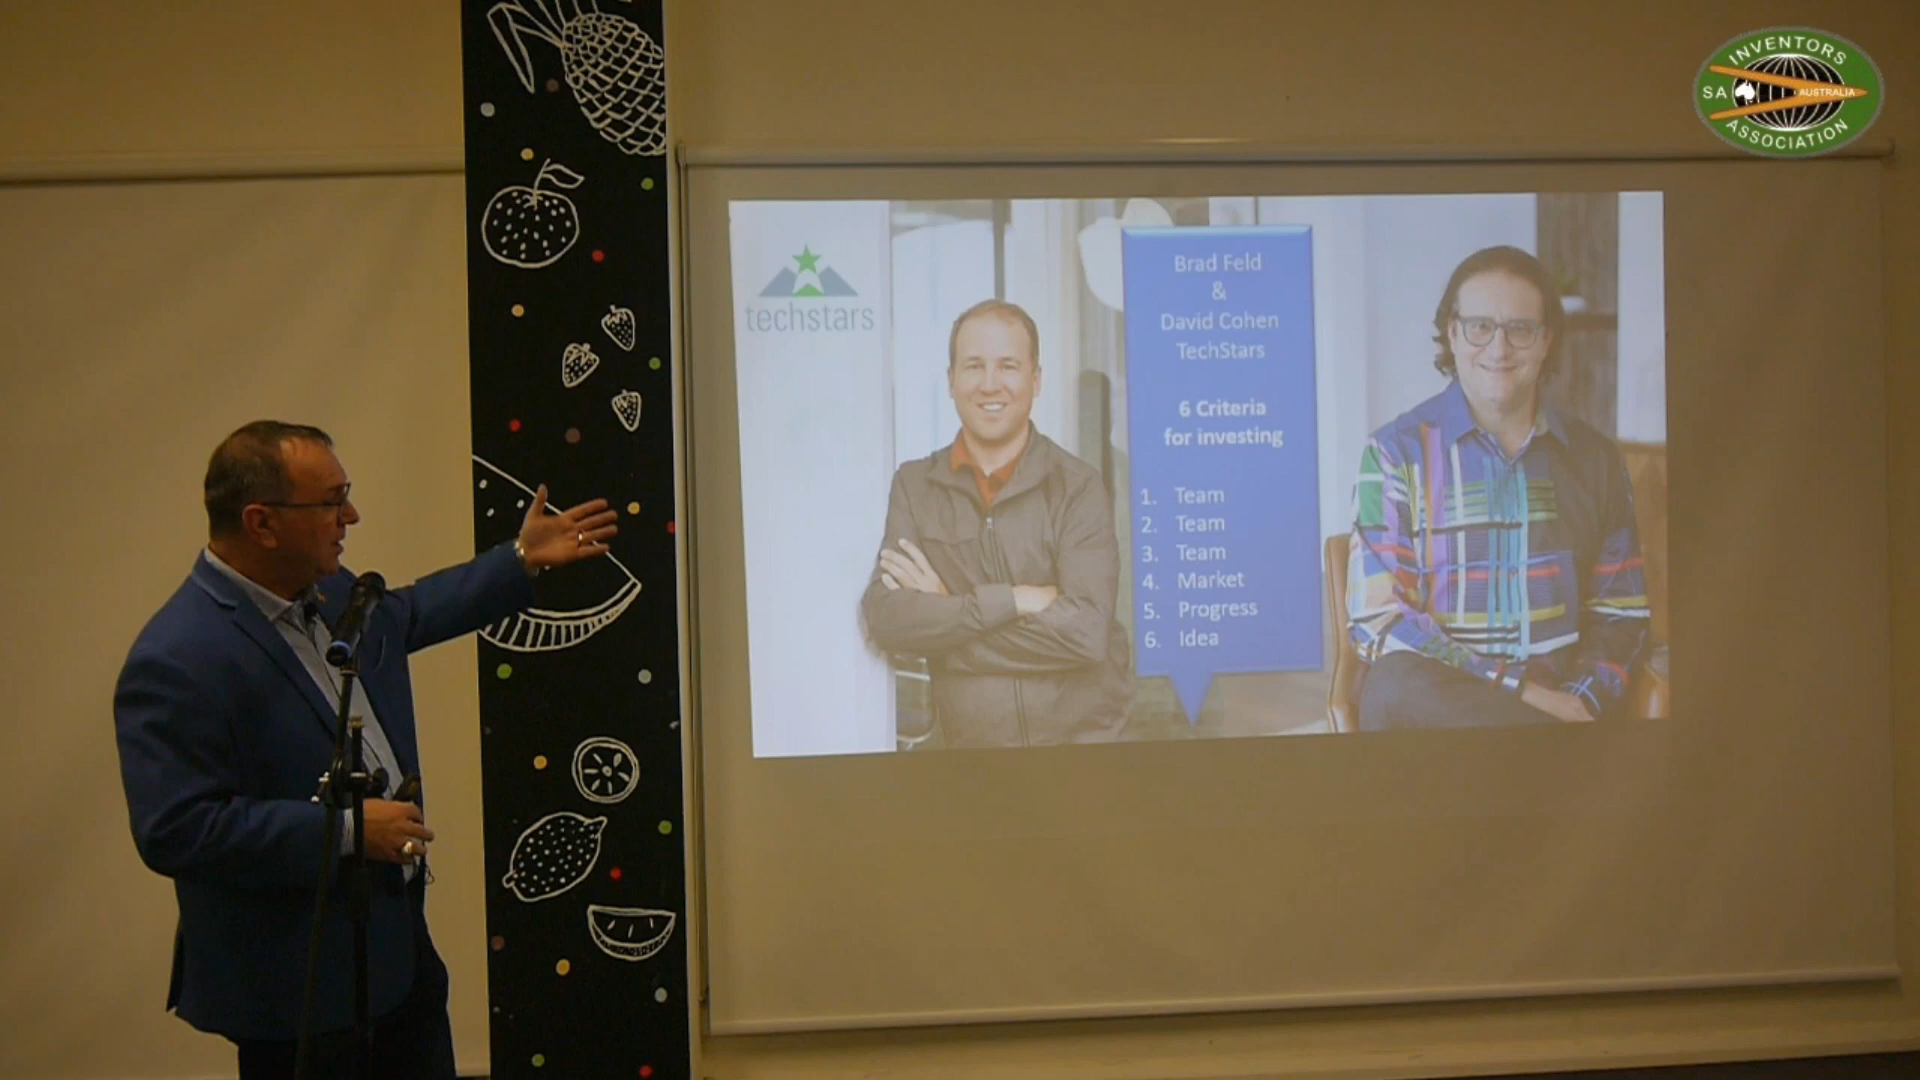 INVENTORS
SA AUSTRALIA
ASSOCIATION
techstars
Brad Feld
&
David Cohen
TechStars
6 Criteria
for investing
1. Team
2. Team
3. Team
4. Market
5. Progress
6. Idea